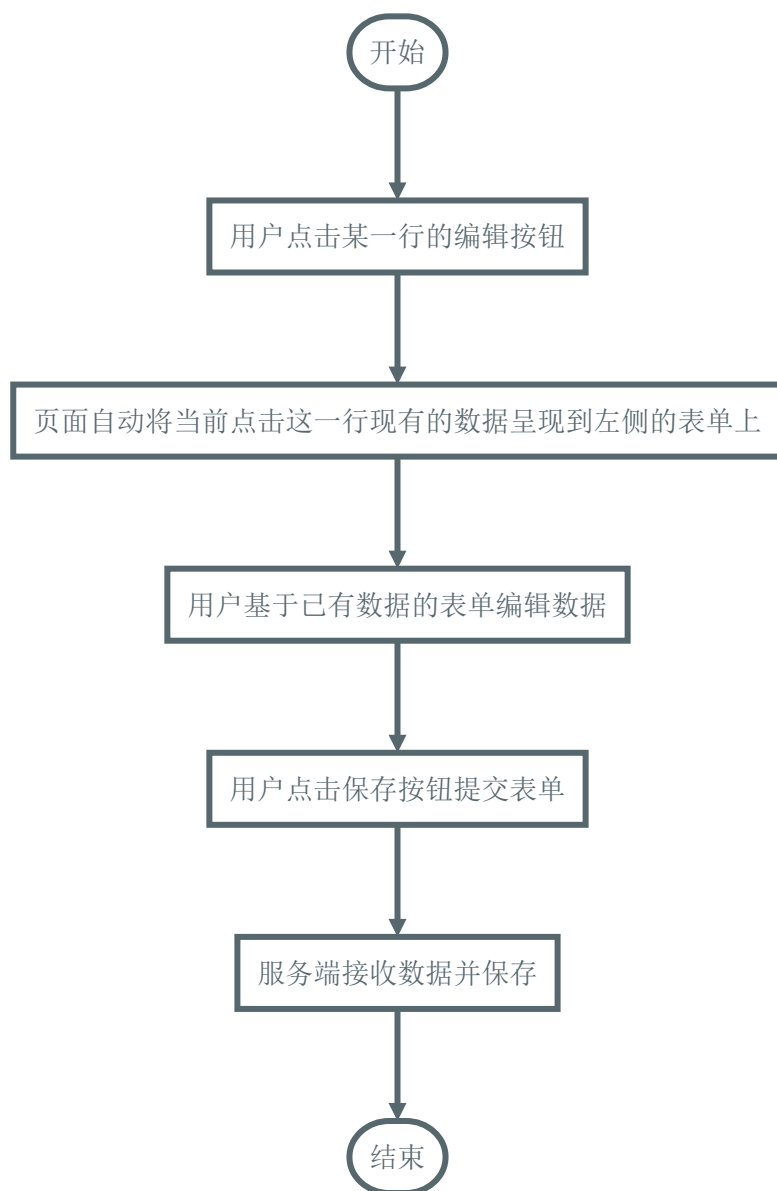 开始
用户点击某一行的编辑按钮
页面自动将当前点击这一行现有的数据呈现到左侧的表单上
用户基于已有数据的表单编辑数据
用户点击保存按钮提交表单
服务端接收数据并保存
结束